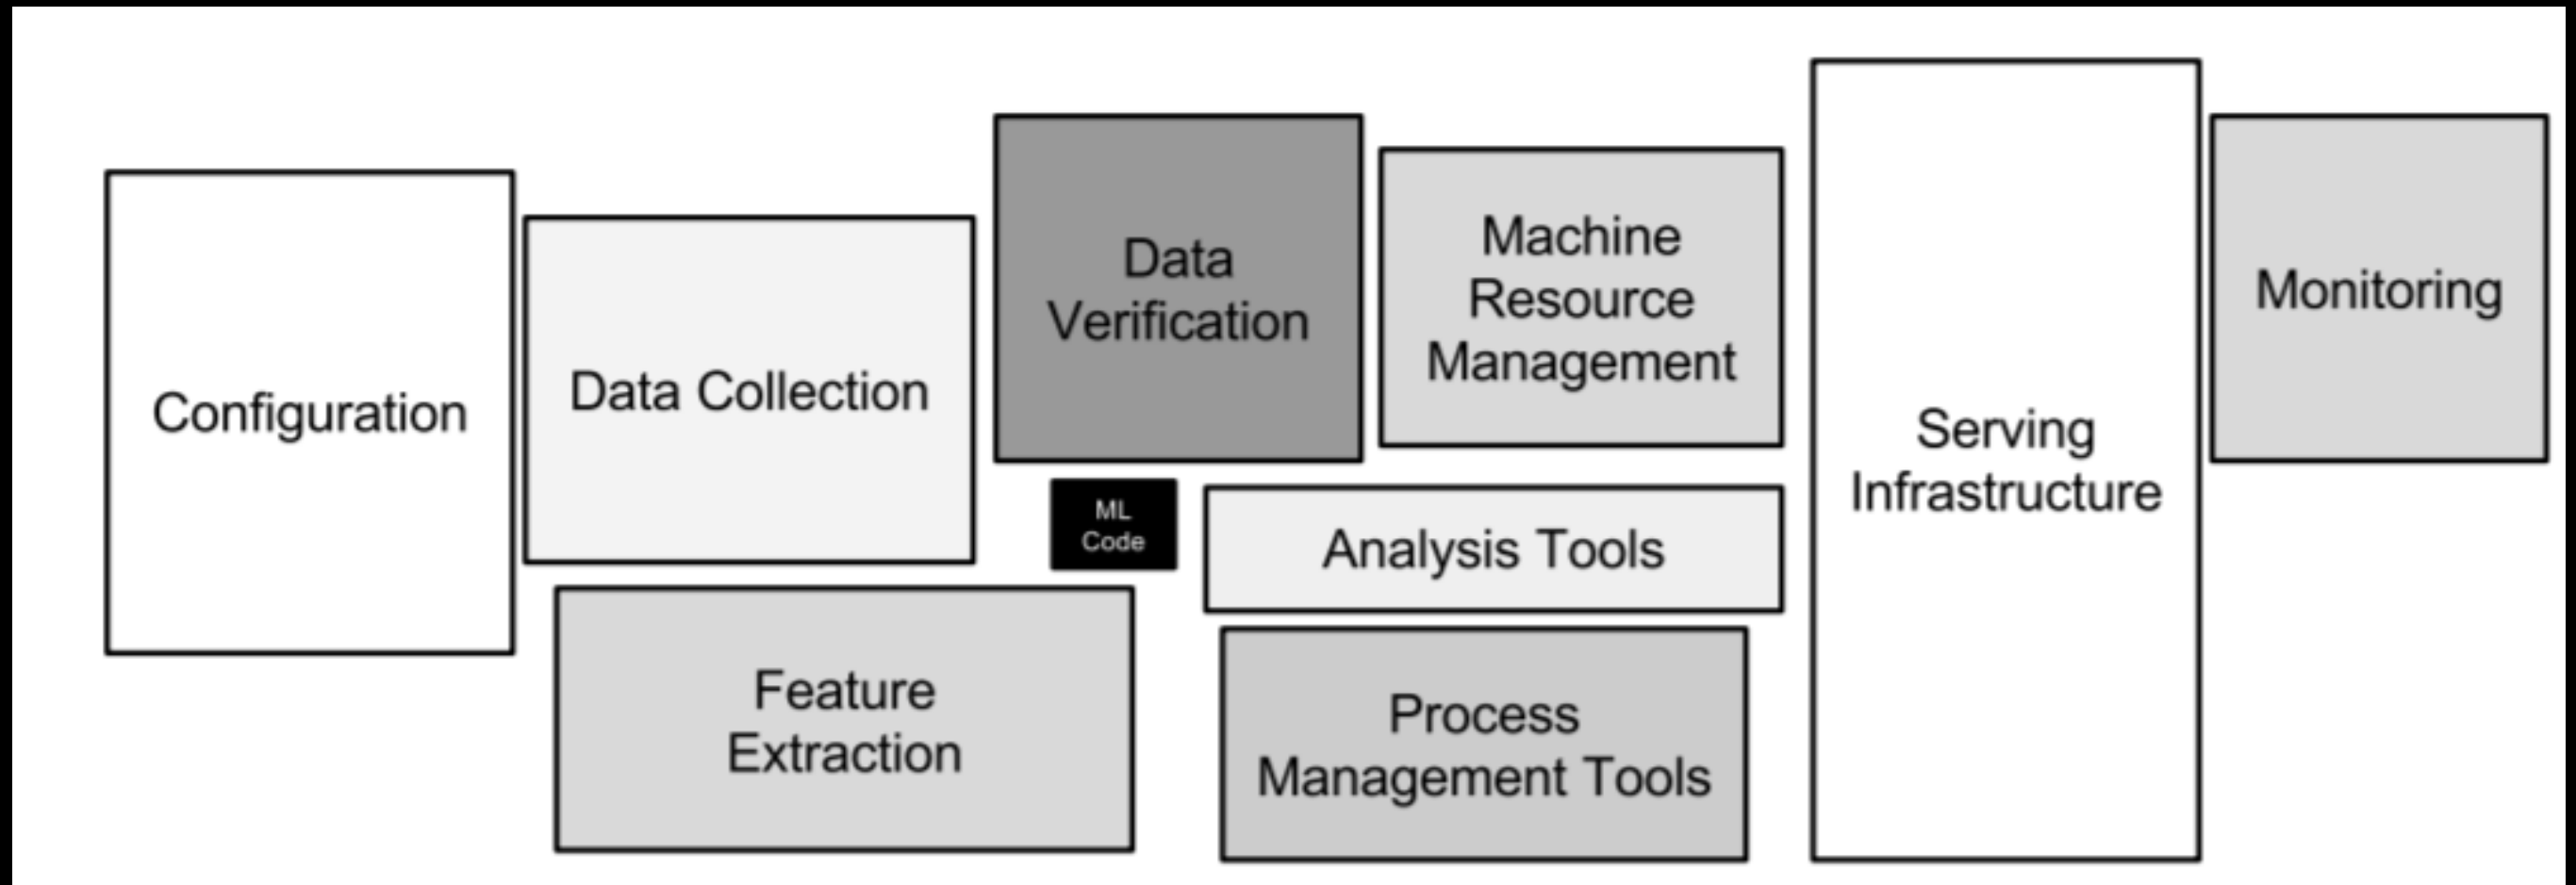 Configuration
Data Collection
Data
Verification
Machine
Resource
Management
Monitoring
Serving
Infrastructure
ML
Code
Analysis Tools
Feature
Extraction
Process
Management Tools